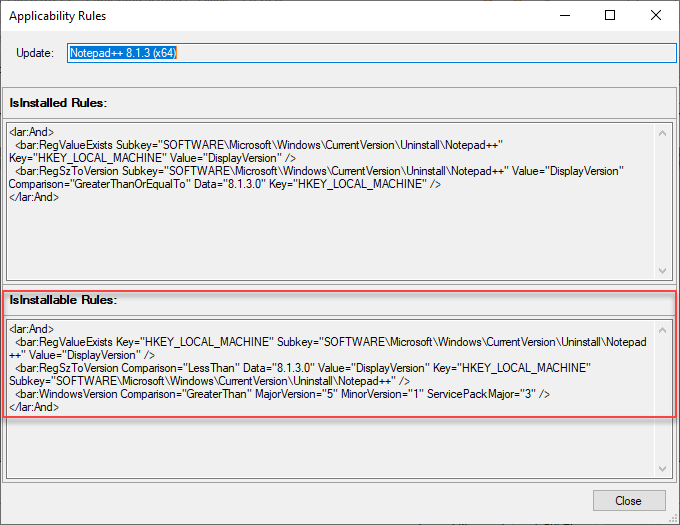 Applicability Rules
Update: Notepad++ 8.1.3 (x64)
IsInstalled Rules:
<lar:And>
<bar:RegValueExists Subkey="SOFTWARE\Microsoft\Windows\CurrentVersion\Uninstall\Notepad++"
Key="HKEY_LOCAL_MACHINE" Value="DisplayVersion" />
<bar:RegSzToVersion Subkey="SOFTWARE\Microsoft\Windows\CurrentVersion\Uninstall\Notepad++" Value="DisplayVersion"
Comparison="GreaterThanOrEqualTo" Data="8.1.3.0" Key="HKEY_LOCAL_MACHINE" />
</lar:And>
IsInstallable Rules:
<lar:And>
<bar:RegValueExists Key="HKEY_LOCAL_MACHINE" Subkey="SOFTWARE\Microsoft\Windows\CurrentVersion\Uninstall\Notepad
++" Value="DisplayVersion" />
<bar:RegSzToVersion Comparison="LessThan" Data="8.1.3.0" Value="DisplayVersion" Key="HKEY_LOCAL_MACHINE"
Subkey="SOFTWARE\Microsoft\Windows\CurrentVersion\Uninstall\Notepad++" />
<bar:WindowsVersion Comparison="GreaterThan" MajorVersion="5" MinorVersion="1" ServicePackMajor="3" />
</lar:And>
Close